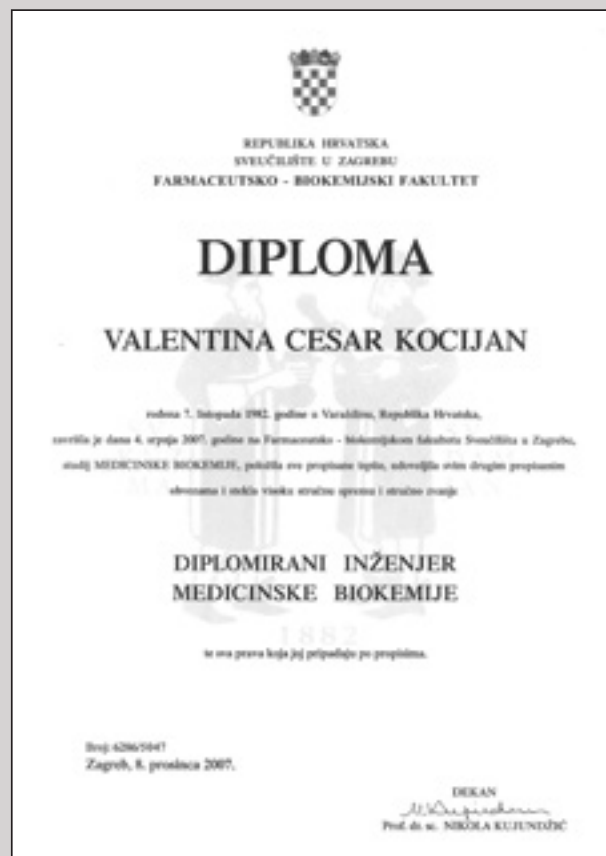 REPUBLIKA HRVATSKA
SVEUČILIŠTE U ZAGREBU
FARMACEUTSKO - BIOKEMIJSKI FAKULTET
DIPLOMA
VALENTINA CESAR KOCIJAN
rođena 7. listopada 1982. godine u Varaždinu, Republika Hrvatska,
završila je dana 4. srpnja 2007. godine na Farmaceutsko - biokemijskom fakultetu Sveučilišta u Zagrebu,
studij MEDICINSKE BIOKEMIJE, položila sve propisane ispite, udovoljila svim drugim propisanim
obvezama i stekla visoku stručnu spremu i stručno zvanje
DIPLOMIRANI INŽENJER
MEDICINSKE BIOKEMIJE
1882
te sva prava koja joj pripadaju po propisima.
Broj: 6286/5047
Zagreb, 8. prosinca 2007.
DEKAN
Prof. dr. sc. NIKOLA KUJUNDŽIĆ